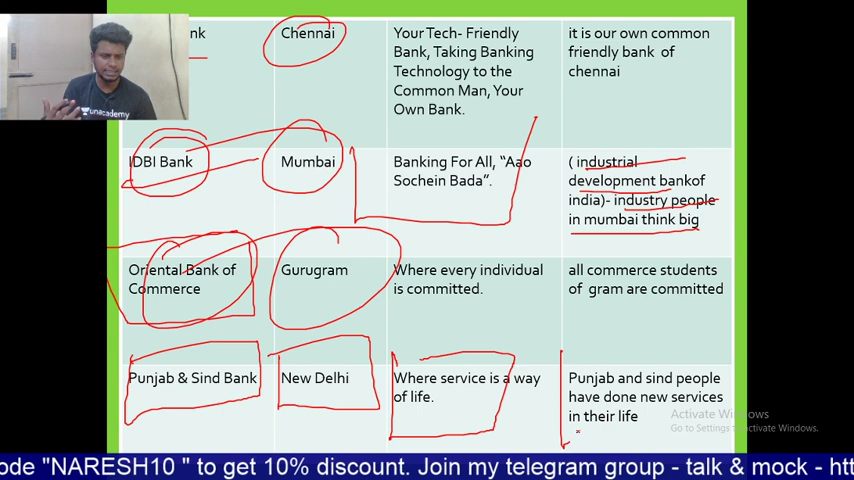 nk
Chennai
Your Tech- Friendly
Bank, Taking Banking
Technology to the
Common Man, Your
Own Bank.
it is our own common
friendly bank of
chennai
unacademy
IDBI Bank
Mumbai
Banking For All, “Aao
Sochein Bada”.
( industrial
development bankof
india)- industry people
in mumbai think big
Oriental Bank of
Commerce
Gurugram
Where every individual
is committed.
all commerce students
of gram are committed
Punjab & Sind Bank
New Delhi
Where service is a way
of life.
Punjab and sind people
have done new services
in their life
Activate Windows
Go to Settings to activate Windows.
ode "NARESH10 " to get 10% discount. Join my telegram group - talk & mock - htt